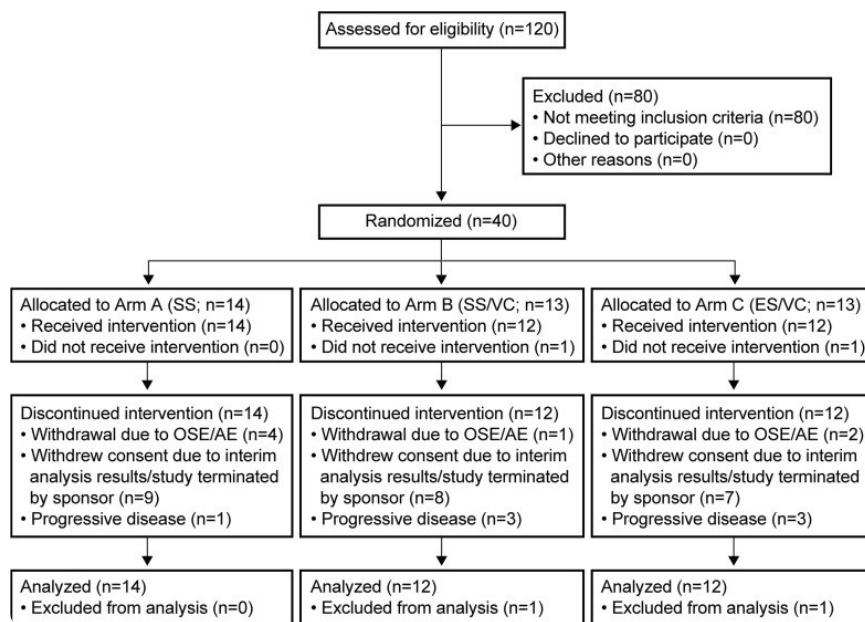 Assessed for eligibility (n=120)
Excluded (n=80)
• Not meeting inclusion criteria (n=80)
• Declined to participate (n=0)
• Other reasons (n=0)
Randomized (n=40)
Allocated to Arm A (SS; n=14)
• Received intervention (n=14)
• Did not receive intervention (n=0)
Allocated to Arm B (SS/VC; n=13)
• Received intervention (n=12)
• Did not receive intervention (n=1)
Allocated to Arm C (ES/VC; n=13)
• Received intervention (n=12)
• Did not receive intervention (n=1)
Discontinued intervention (n=14)
• Withdrawal due to OSE/AE (n=4)
• Withdrew consent due to interim
analysis results/study terminated
by sponsor (n=9)
• Progressive disease (n=1)
Discontinued intervention (n=12)
• Withdrawal due to OSE/AE (n=1)
• Withdrew consent due to interim
analysis results/study terminated
by sponsor (n=8)
• Progressive disease (n=3)
Discontinued intervention (n=12)
• Withdrawal due to OSE/AE (n=2)
• Withdrew consent due to interim
analysis results/study terminated
by sponsor (n=7)
• Progressive disease (n=3)
Analyzed (n=14)
• Excluded from analysis (n=0)
Analyzed (n=12)
• Excluded from analysis (n=1)
Analyzed (n=12)
• Excluded from analysis (n=1)